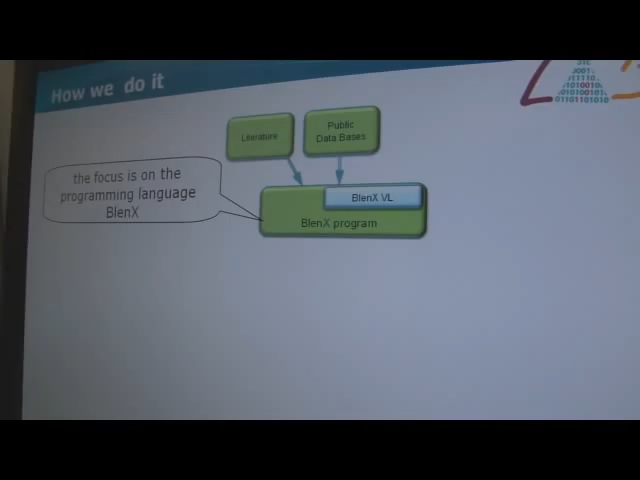 How we do it
Literature
Public
Data Bases
the focus is on the
programming language
BlenX
BlenX VL
BlenX program